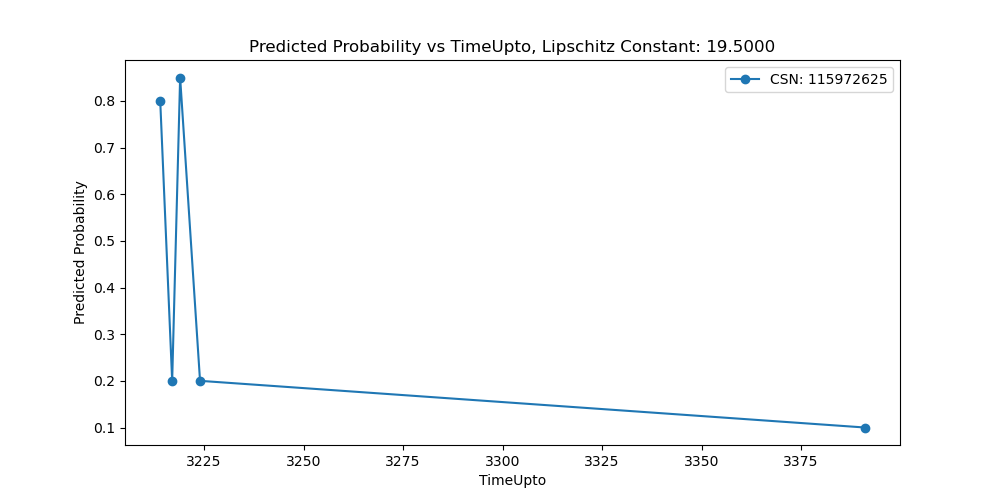 Predicted Probability vs TimeUpto, Lipschitz Constant: 19.5000
CSN: 115972625
Predicted Probability
0.8
0.7
0.6
0.5
0.4
0.3
0.2
0.1
3225 3250 3275 3300 3325 3350 3375
TimeUpto